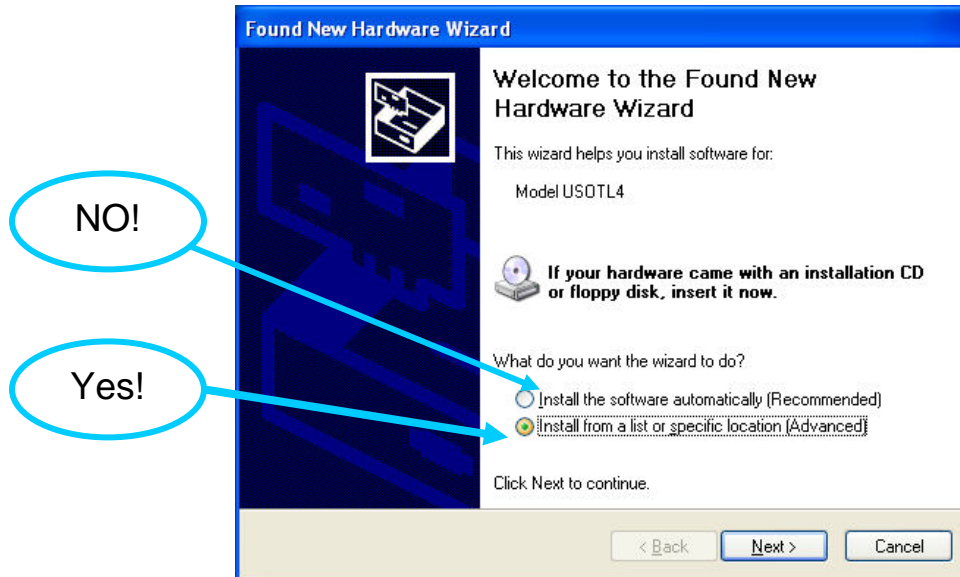 Found New Hardware Wizard
Welcome to the Found New
Hardware Wizard
This wizard helps you install software for:
Model USOTL4
NO!
If your hardware came with an installation CD
or floppy disk, insert it now.
What do you want the wizard to do?
Yes!
Install the software automatically (Recommended)
Install from a list or specific location (Advanced)
Click Next to continue.
< Back
Next >
Cancel